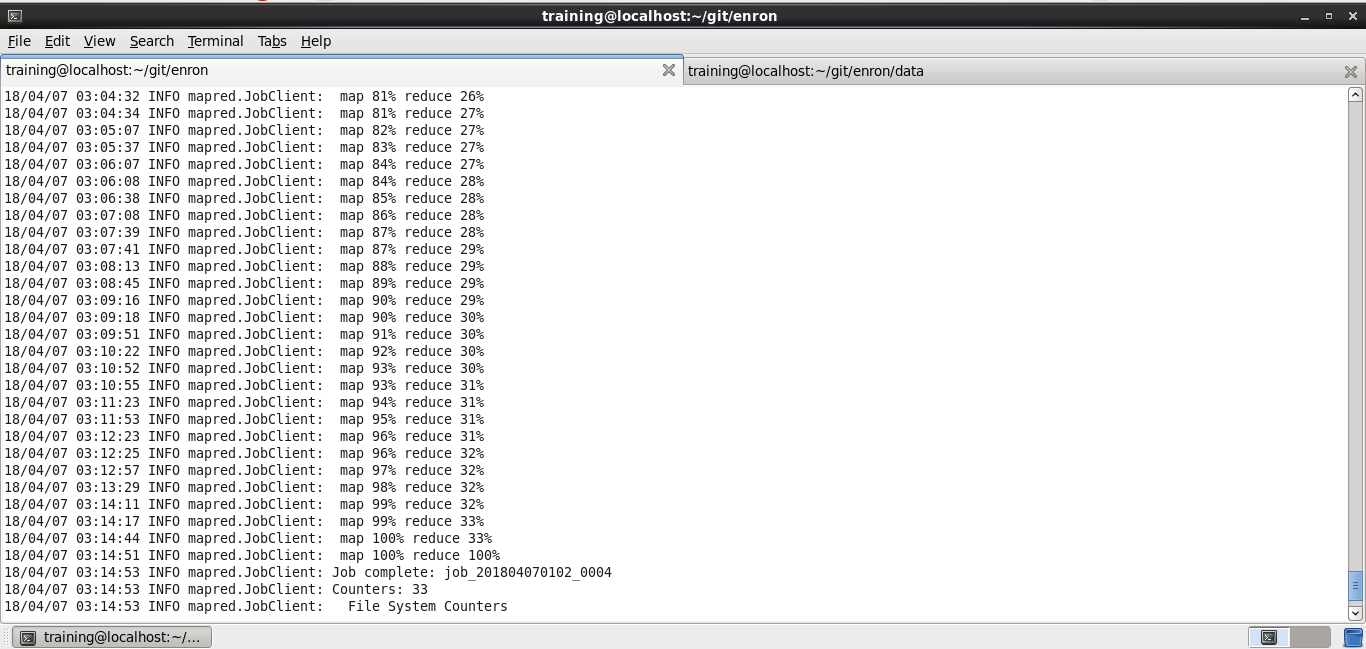 training@localhost:~/git/enron
File Edit View Search Terminal Tabs Help
training@localhost:~/git/enron
training@localhost:~/git/enron/data
18/04/07 03:04:32 INFO mapred.JobClient:  map 81% reduce 26%
18/04/07 03:04:34 INFO mapred.JobClient:  map 81% reduce 27%
18/04/07 03:05:07 INFO mapred.JobClient:  map 82% reduce 27%
18/04/07 03:05:37 INFO mapred.JobClient:  map 83% reduce 27%
18/04/07 03:06:07 INFO mapred.JobClient:  map 84% reduce 27%
18/04/07 03:06:08 INFO mapred.JobClient:  map 84% reduce 28%
18/04/07 03:06:38 INFO mapred.JobClient:  map 85% reduce 28%
18/04/07 03:07:08 INFO mapred.JobClient:  map 86% reduce 28%
18/04/07 03:07:39 INFO mapred.JobClient:  map 87% reduce 28%
18/04/07 03:07:41 INFO mapred.JobClient:  map 87% reduce 29%
18/04/07 03:08:13 INFO mapred.JobClient:  map 88% reduce 29%
18/04/07 03:08:45 INFO mapred.JobClient:  map 89% reduce 29%
18/04/07 03:09:16 INFO mapred.JobClient:  map 90% reduce 29%
18/04/07 03:09:18 INFO mapred.JobClient:  map 90% reduce 30%
18/04/07 03:09:51 INFO mapred.JobClient:  map 91% reduce 30%
18/04/07 03:10:22 INFO mapred.JobClient:  map 92% reduce 30%
18/04/07 03:10:52 INFO mapred.JobClient:  map 93% reduce 30%
18/04/07 03:10:55 INFO mapred.JobClient:  map 93% reduce 31%
18/04/07 03:11:23 INFO mapred.JobClient:  map 94% reduce 31%
18/04/07 03:11:53 INFO mapred.JobClient:  map 95% reduce 31%
18/04/07 03:12:23 INFO mapred.JobClient:  map 96% reduce 31%
18/04/07 03:12:25 INFO mapred.JobClient:  map 96% reduce 32%
18/04/07 03:12:57 INFO mapred.JobClient:  map 97% reduce 32%
18/04/07 03:13:29 INFO mapred.JobClient:  map 98% reduce 32%
18/04/07 03:14:11 INFO mapred.JobClient:  map 99% reduce 32%
18/04/07 03:14:17 INFO mapred.JobClient:  map 99% reduce 33%
18/04/07 03:14:44 INFO mapred.JobClient:  map 100% reduce 33%
18/04/07 03:14:51 INFO mapred.JobClient:  map 100% reduce 100%
18/04/07 03:14:53 INFO mapred.JobClient: Job complete: job_201804070102_0004
18/04/07 03:14:53 INFO mapred.JobClient: Counters: 33
18/04/07 03:14:53 INFO mapred.JobClient:   File System Counters
training@localhost:~/...